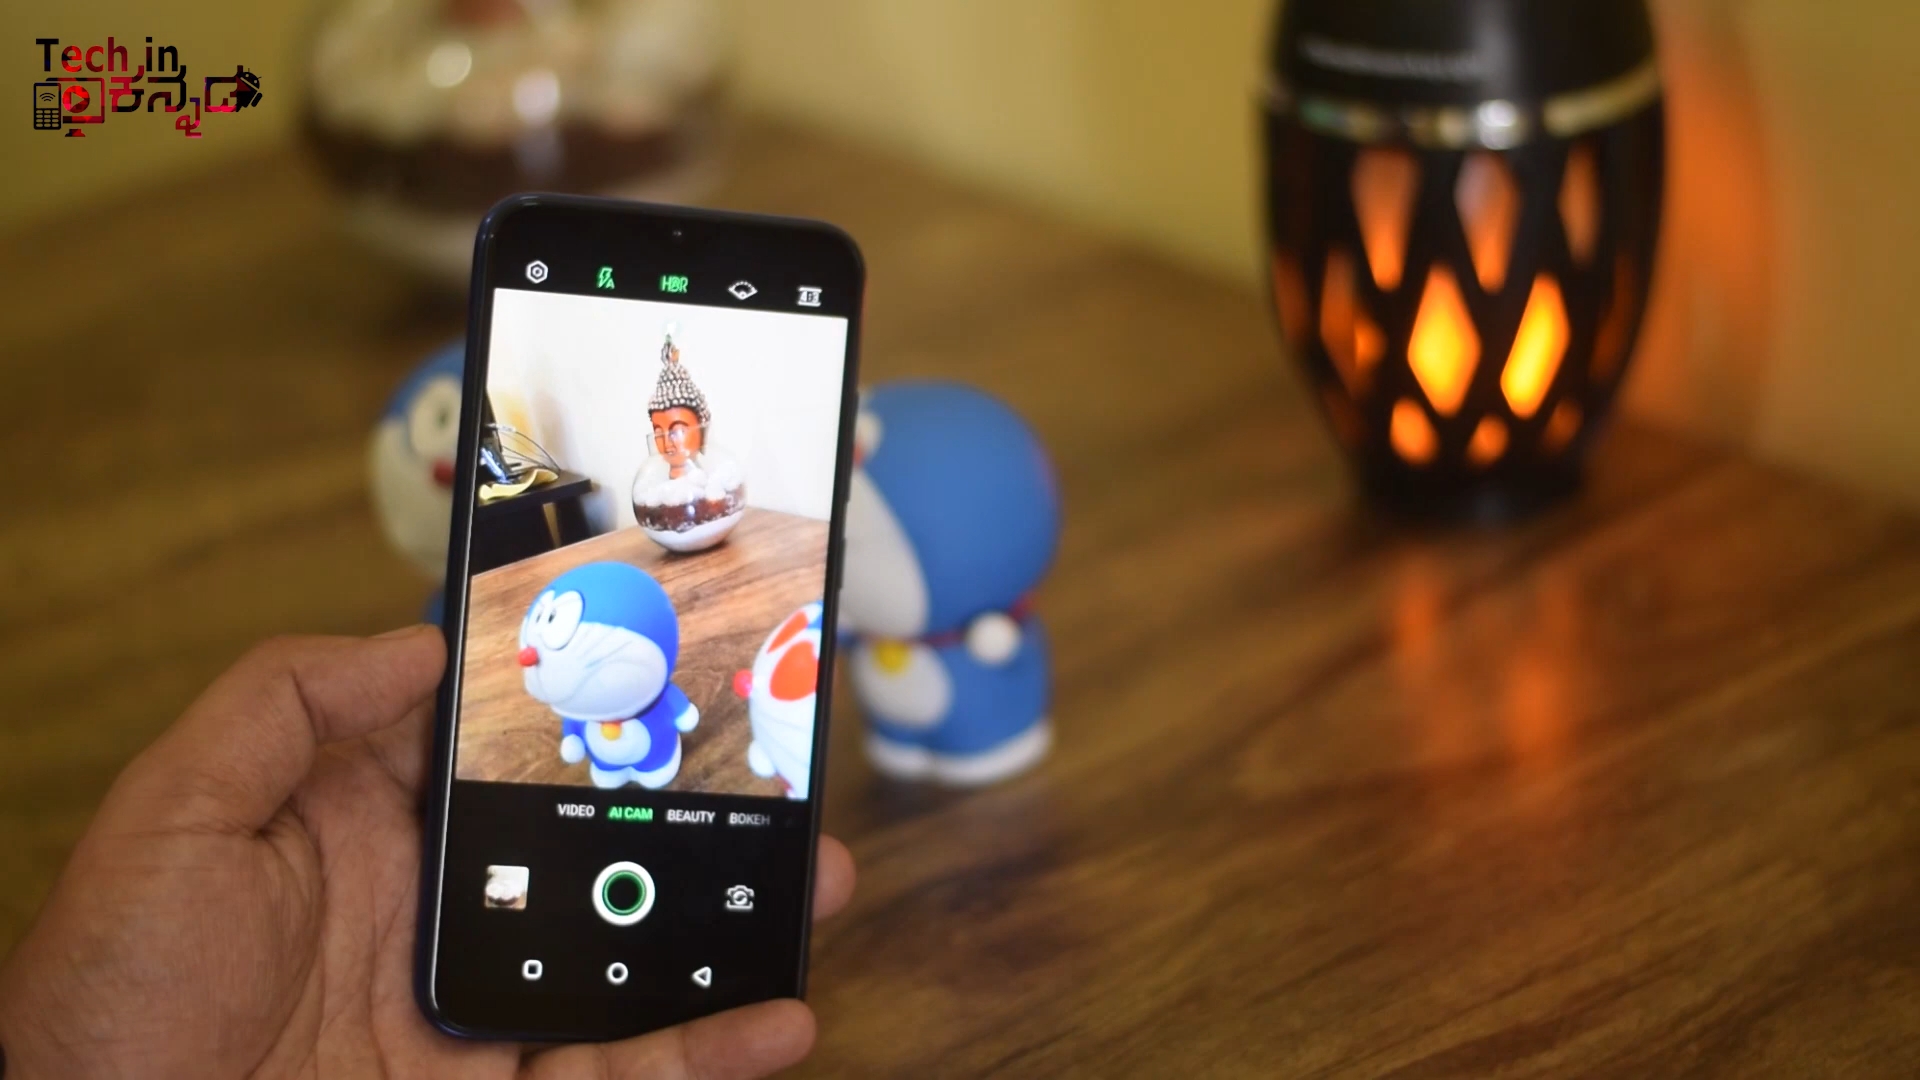 Tech in
ಕನ್ನಡ
HDR
VIDEO AI CAM BEAUTY BOKEH